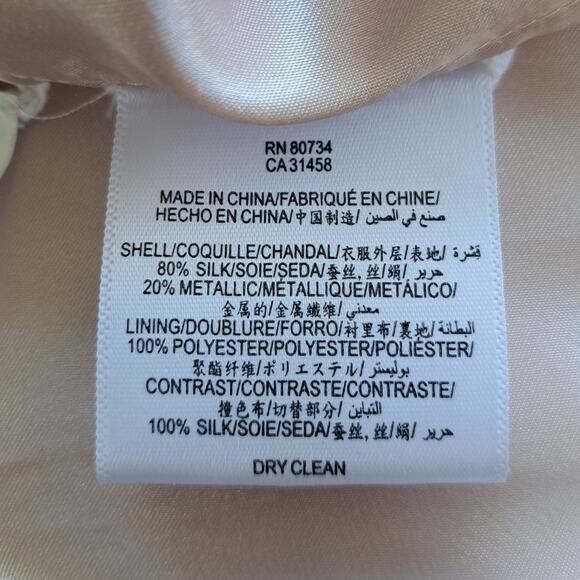 RN 80734
CA 31458
MADE IN CHINA/FABRIQUÉ EN CHINE/
HECHO EN CHINA/中国制造/ صنع في الصين/
SHELL/COQUILLE/CHANDAL/衣服外层/表地/ قشرة/
80% SILK/SOIE/SEDA/蚕丝, 丝/絹/ حرير/
20% METALLIC/MÉTALLIQUE/METÁLICO/
金属的/金属繊維/ معدني/
LINING/DOUBLURE/FORRO/衬里布/裏地/ البطانة/
100% POLYESTER/POLYESTER/POLIÉSTER/
聚酯纤维/ポリエステル/ بوليستر/
CONTRAST/CONTRASTE/CONTRASTE/
撞色布/切替部分/ التباين/
100% SILK/SOIE/SEDA/蚕丝, 丝/絹/ حرير/
DRY CLEAN